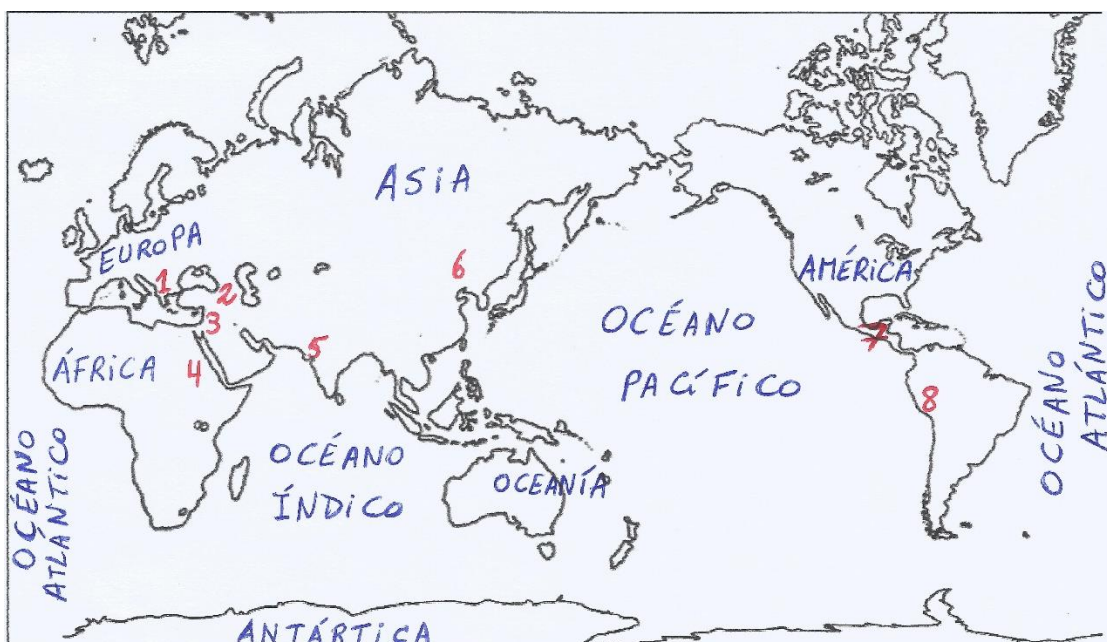 ASIA
EUROPA
AMÉRICA
ÁFRICA
OCÉANO
PACÍFICO
OCÉANO
ATLÁNTICO
OCÉANO
ATLÁNTICO
OCÉANO
ÍNDICO
OCEANÍA
ANTÁRTICA
1
2
3
4
5
6
7
8